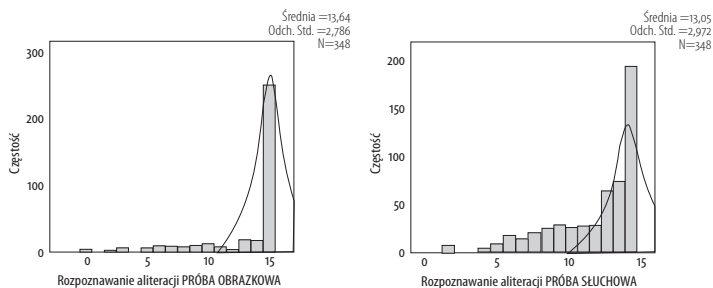 Średnia =13,64
Odch. Std. =2,786
N=348
300
200
100
0
Częstość
0 5 10 15
Rozpoznawanie aliteracji PRÓBA OBRAZKOWA
Średnia =13,05
Odch. Std. =2,972
N=348
200
150
100
50
0
Częstość
0 5 10 15
Rozpoznawanie aliteracji PRÓBA SŁUCHOWA